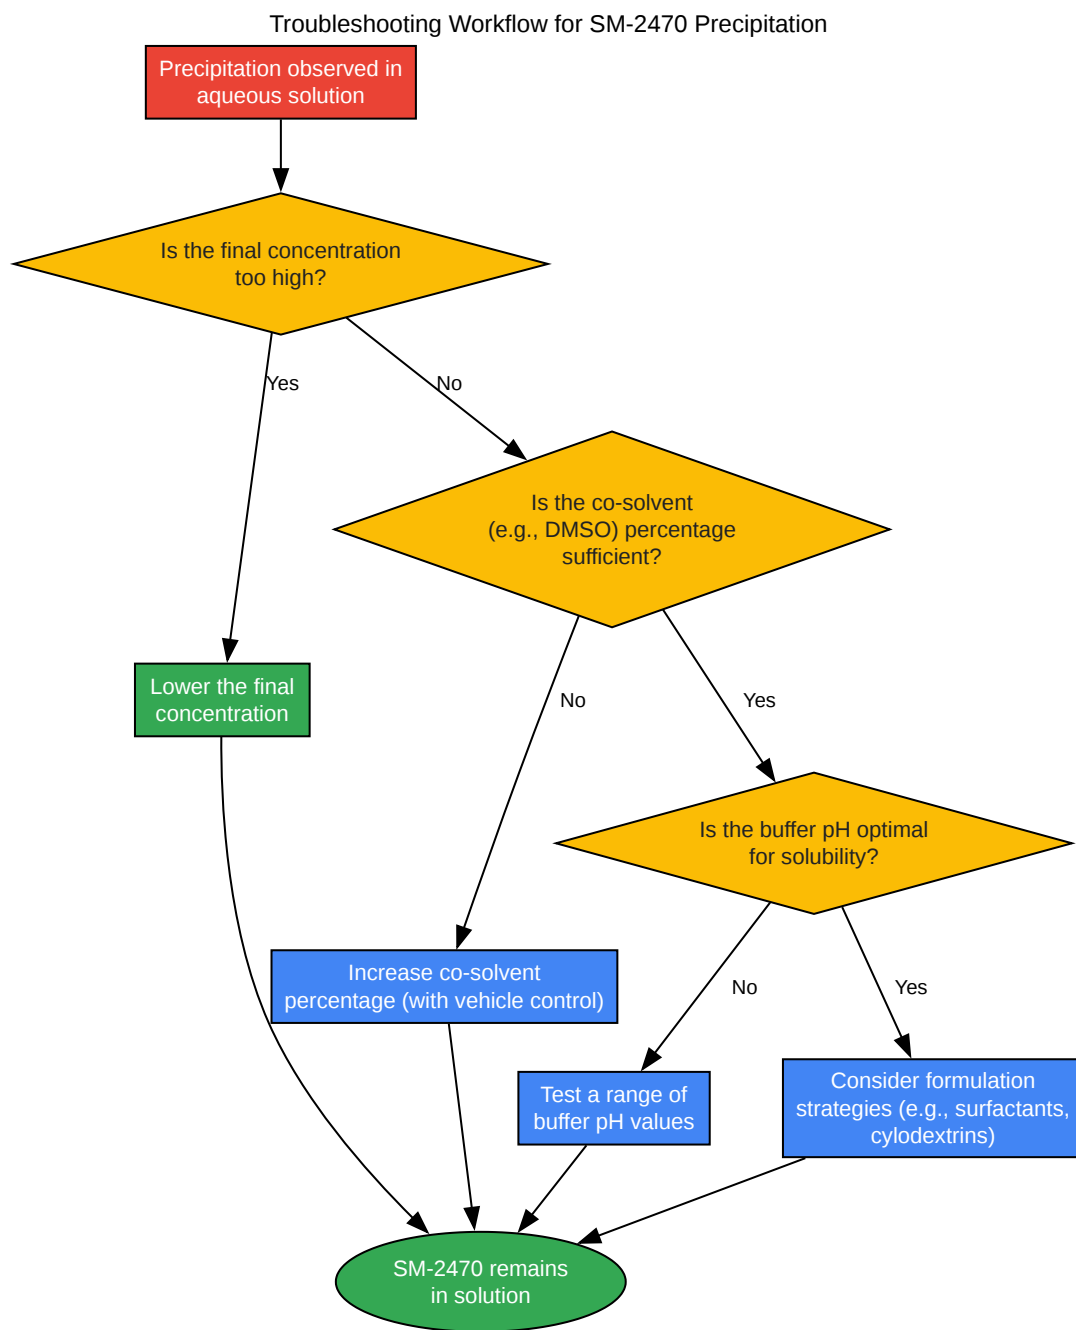 Troubleshooting Workflow for SM-2470 Precipitation
Precipitation observed in
aqueous solution
Is the final concentration
too high?
Yes
No
Is the co-solvent
(e.g., DMSO) percentage
sufficient?
Lower the final
concentration
No
Yes
Is the buffer pH optimal
for solubility?
Increase co-solvent
percentage (with vehicle control)
No
Yes
Test a range of
buffer pH values
Consider formulation
strategies (e.g., surfactants,
cylodextrins)
SM-2470 remains
in solution